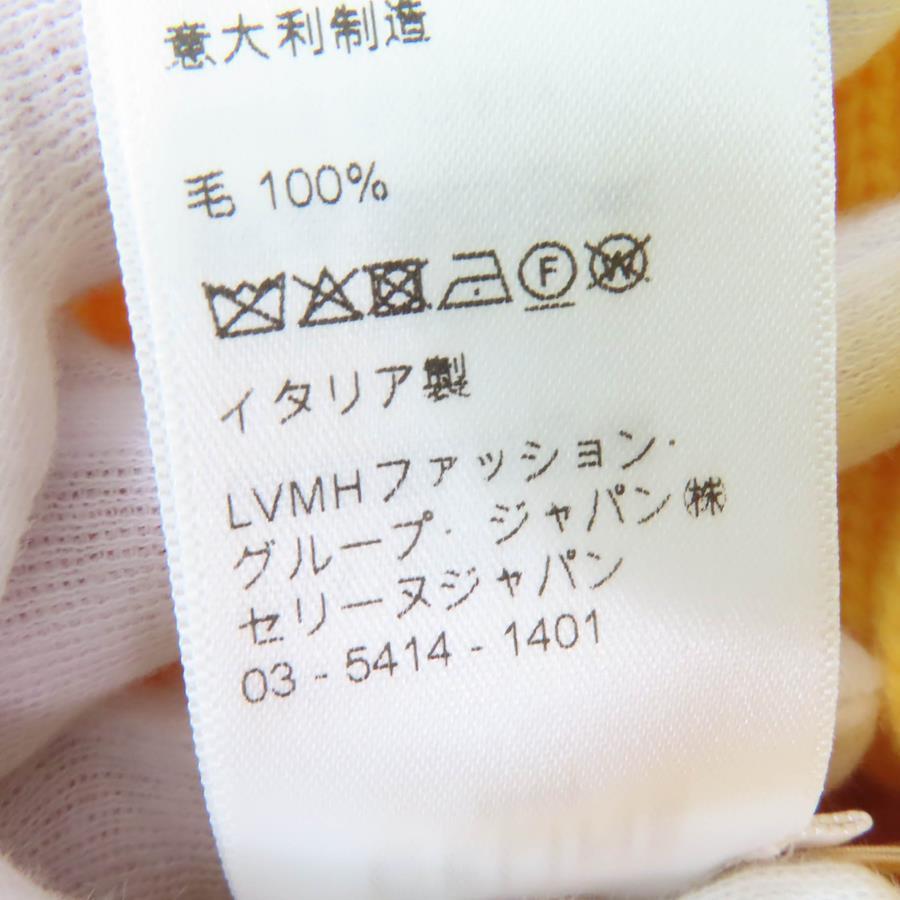 意大利制造
毛 100%
F W
イタリア製
LVMHファッション・
グループ・ジャパン㈱
セリーヌジャパン
03 - 5414 - 1401